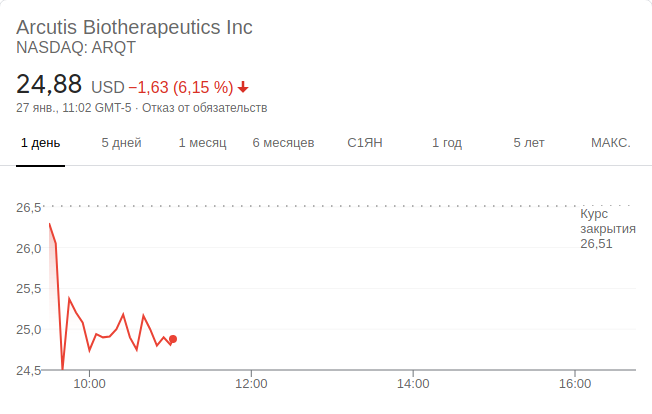 Arcutis Biotherapeutics Inc
NASDAQ: ARQT
24,88 USD −1,63 (6,15 %)
27 янв., 11:02 GMT-5 · Отказ от обязательств
1 день 5 дней 1 месяц 6 месяцев С1ЯН 1 год 5 лет МАКС.
26,5
Курс
закрытия
26,51
26,0
25,5
25,0
24,5
10:00 12:00 14:00 16:00